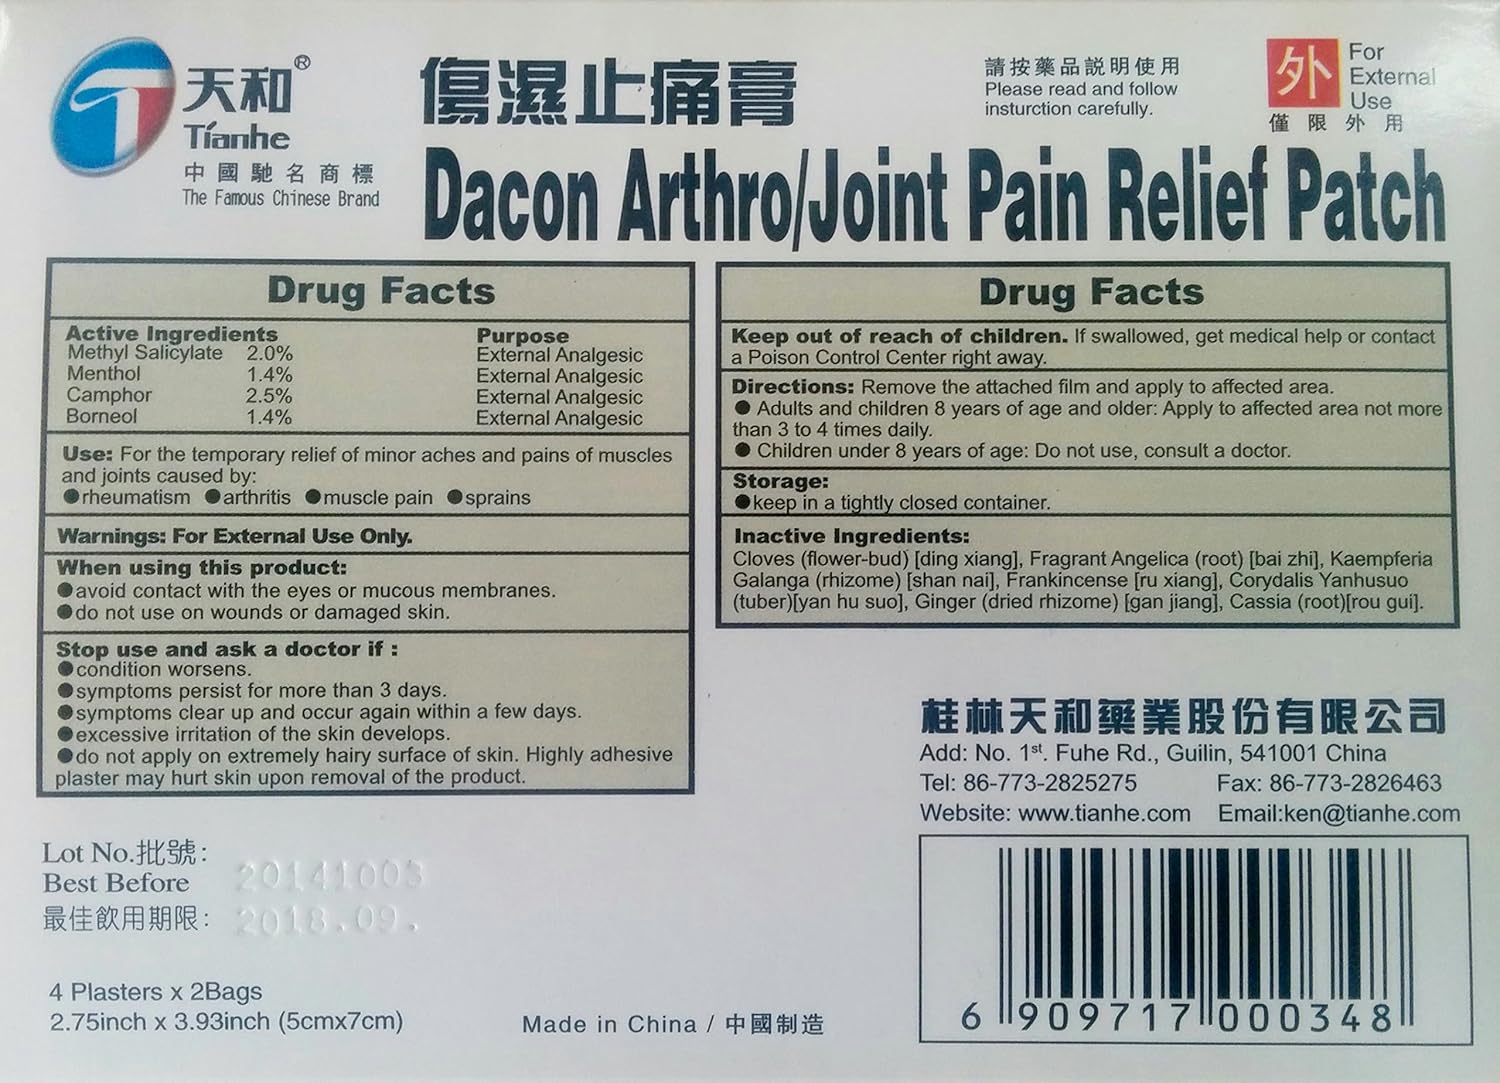 天和®
Tianhe
中國馳名商標
The Famous Chinese Brand
傷濕止痛膏
請按藥品説明使用
Please read and follow
insturction carefully.
外
For
External
Use
僅限外用
Dacon Arthro/Joint Pain Relief Patch
Drug Facts
Active Ingredients Purpose
Methyl Salicylate 2.0% External Analgesic
Menthol 1.4% External Analgesic
Camphor 2.5% External Analgesic
Borneol 1.4% External Analgesic
Use: For the temporary relief of minor aches and pains of muscles
and joints caused by:
●rheumatism ●arthritis ●muscle pain ●sprains
Warnings: For External Use Only.
When using this product:
●avoid contact with the eyes or mucous membranes.
●do not use on wounds or damaged skin.
Stop use and ask a doctor if :
●condition worsens.
●symptoms persist for more than 3 days.
●symptoms clear up and occur again within a few days.
●excessive irritation of the skin develops.
●do not apply on extremely hairy surface of skin. Highly adhesive
plaster may hurt skin upon removal of the product.
Drug Facts
Keep out of reach of children. If swallowed, get medical help or contact
a Poison Control Center right away.
Directions: Remove the attached film and apply to affected area.
● Adults and children 8 years of age and older: Apply to affected area not more
than 3 to 4 times daily.
● Children under 8 years of age: Do not use, consult a doctor.
Storage:
●keep in a tightly closed container.
Inactive Ingredients:
Cloves (flower-bud) [ding xiang], Fragrant Angelica (root) [bai zhi], Kaempferia
Galanga (rhizome) [shan nai], Frankincense [ru xiang], Corydalis Yanhusuo
(tuber)[yan hu suo], Ginger (dried rhizome) [gan jiang], Cassia (root)[rou gui].
桂林天和藥業股份有限公司
Add: No. 1st. Fuhe Rd., Guilin, 541001 China
Tel: 86-773-2825275 Fax: 86-773-2826463
Website: www.tianhe.com Email:ken@tianhe.com
Lot No.批號: 20141003
Best Before
最佳飲用期限: 2018.09.
4 Plasters x 2Bags
2.75inch x 3.93inch (5cmx7cm)
Made in China / 中國制造
6 909717 000348